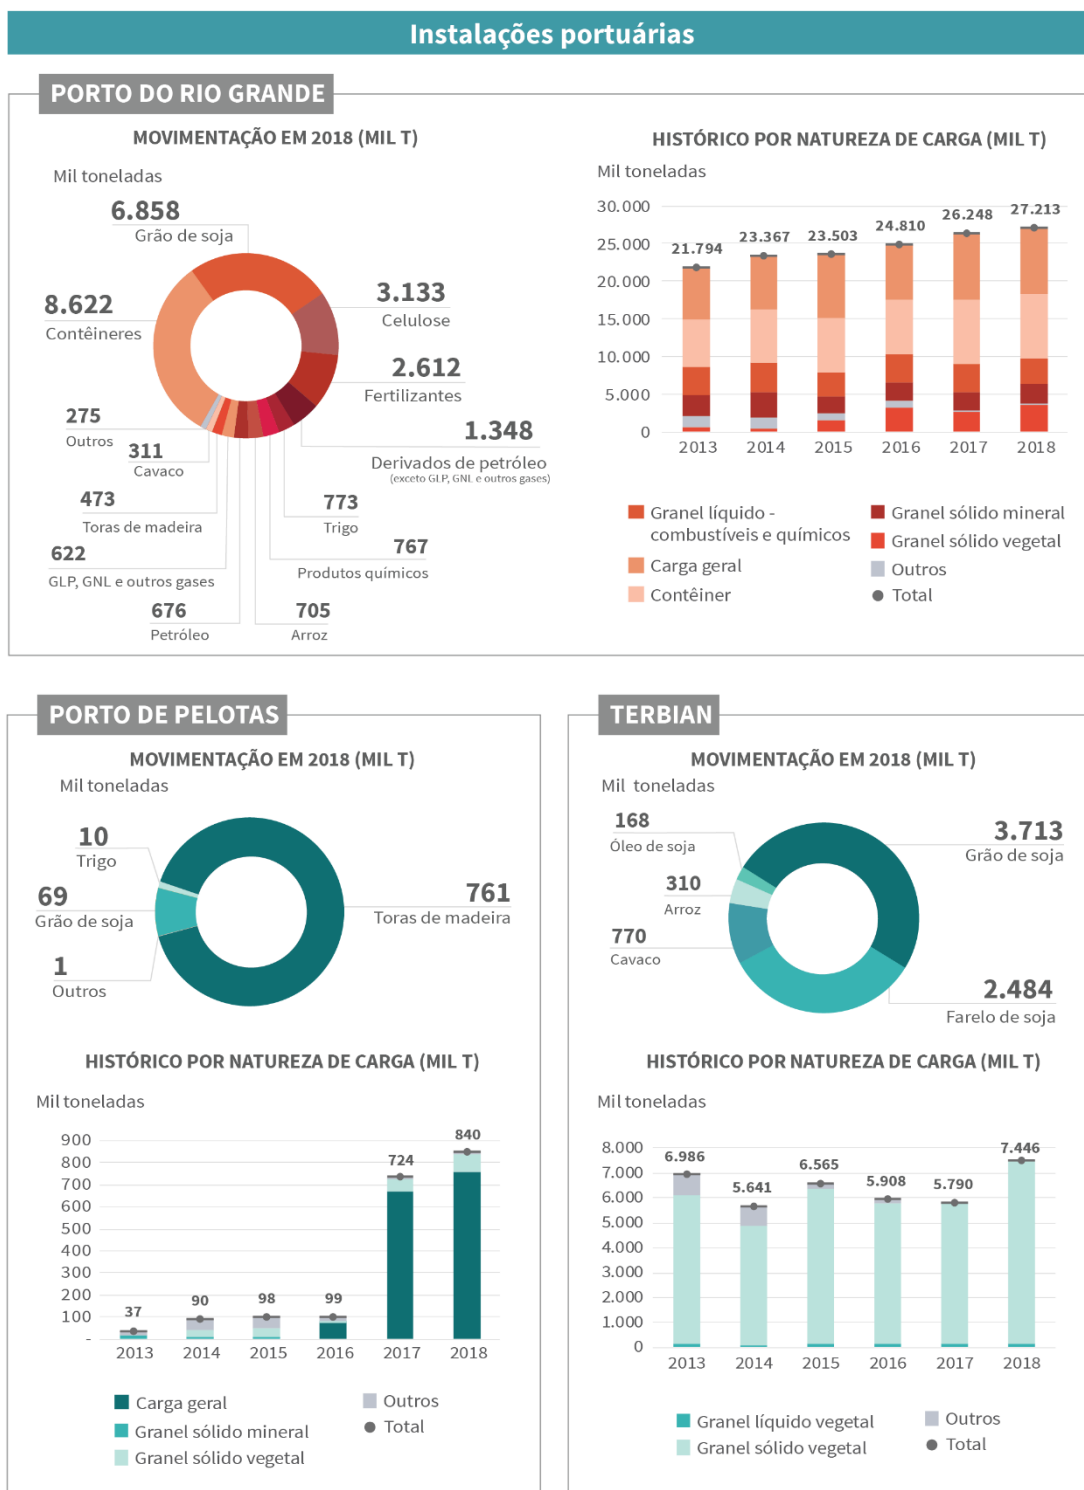 Instalações portuárias
PORTO DO RIO GRANDE
MOVIMENTAÇÃO EM 2018 (MIL T)
Mil toneladas
6.858
Grão de soja
8.622
Contêineres
3.133
Celulose
2.612
Fertilizantes
1.348
Derivados de petróleo
(exceto GLP, GNL e outros gases)
275
Outros
311
Cavaco
473
Toras de madeira
773
Trigo
622
GLP, GNL e outros gases
767
Produtos químicos
676
Petróleo
705
Arroz
HISTÓRICO POR NATUREZA DE CARGA (MIL T)
Mil toneladas
30.000
25.000
20.000
15.000
10.000
5.000
0
21.794
23.367
23.503
24.810
26.248
27.213
2013
2014
2015
2016
2017
2018
Granel líquido -
combustíveis e químicos
Carga geral
Contêiner
Granel sólido mineral
Granel sólido vegetal
Outros
Total
PORTO DE PELOTAS
MOVIMENTAÇÃO EM 2018 (MIL T)
Mil toneladas
10
Trigo
69
Grão de soja
1
Outros
761
Toras de madeira
HISTÓRICO POR NATUREZA DE CARGA (MIL T)
Mil toneladas
900
800
700
600
500
400
300
200
100
-
37
90
98
99
724
840
2013
2014
2015
2016
2017
2018
Carga geral
Granel sólido mineral
Granel sólido vegetal
Outros
Total
TERBIAN
MOVIMENTAÇÃO EM 2018 (MIL T)
Mil toneladas
168
Óleo de soja
310
Arroz
770
Cavaco
3.713
Grão de soja
2.484
Farelo de soja
HISTÓRICO POR NATUREZA DE CARGA (MIL T)
Mil toneladas
8.000
7.000
6.000
5.000
4.000
3.000
2.000
1.000
0
6.986
5.641
6.565
5.908
5.790
7.446
2013
2014
2015
2016
2017
2018
Granel líquido vegetal
Granel sólido vegetal
Outros
Total